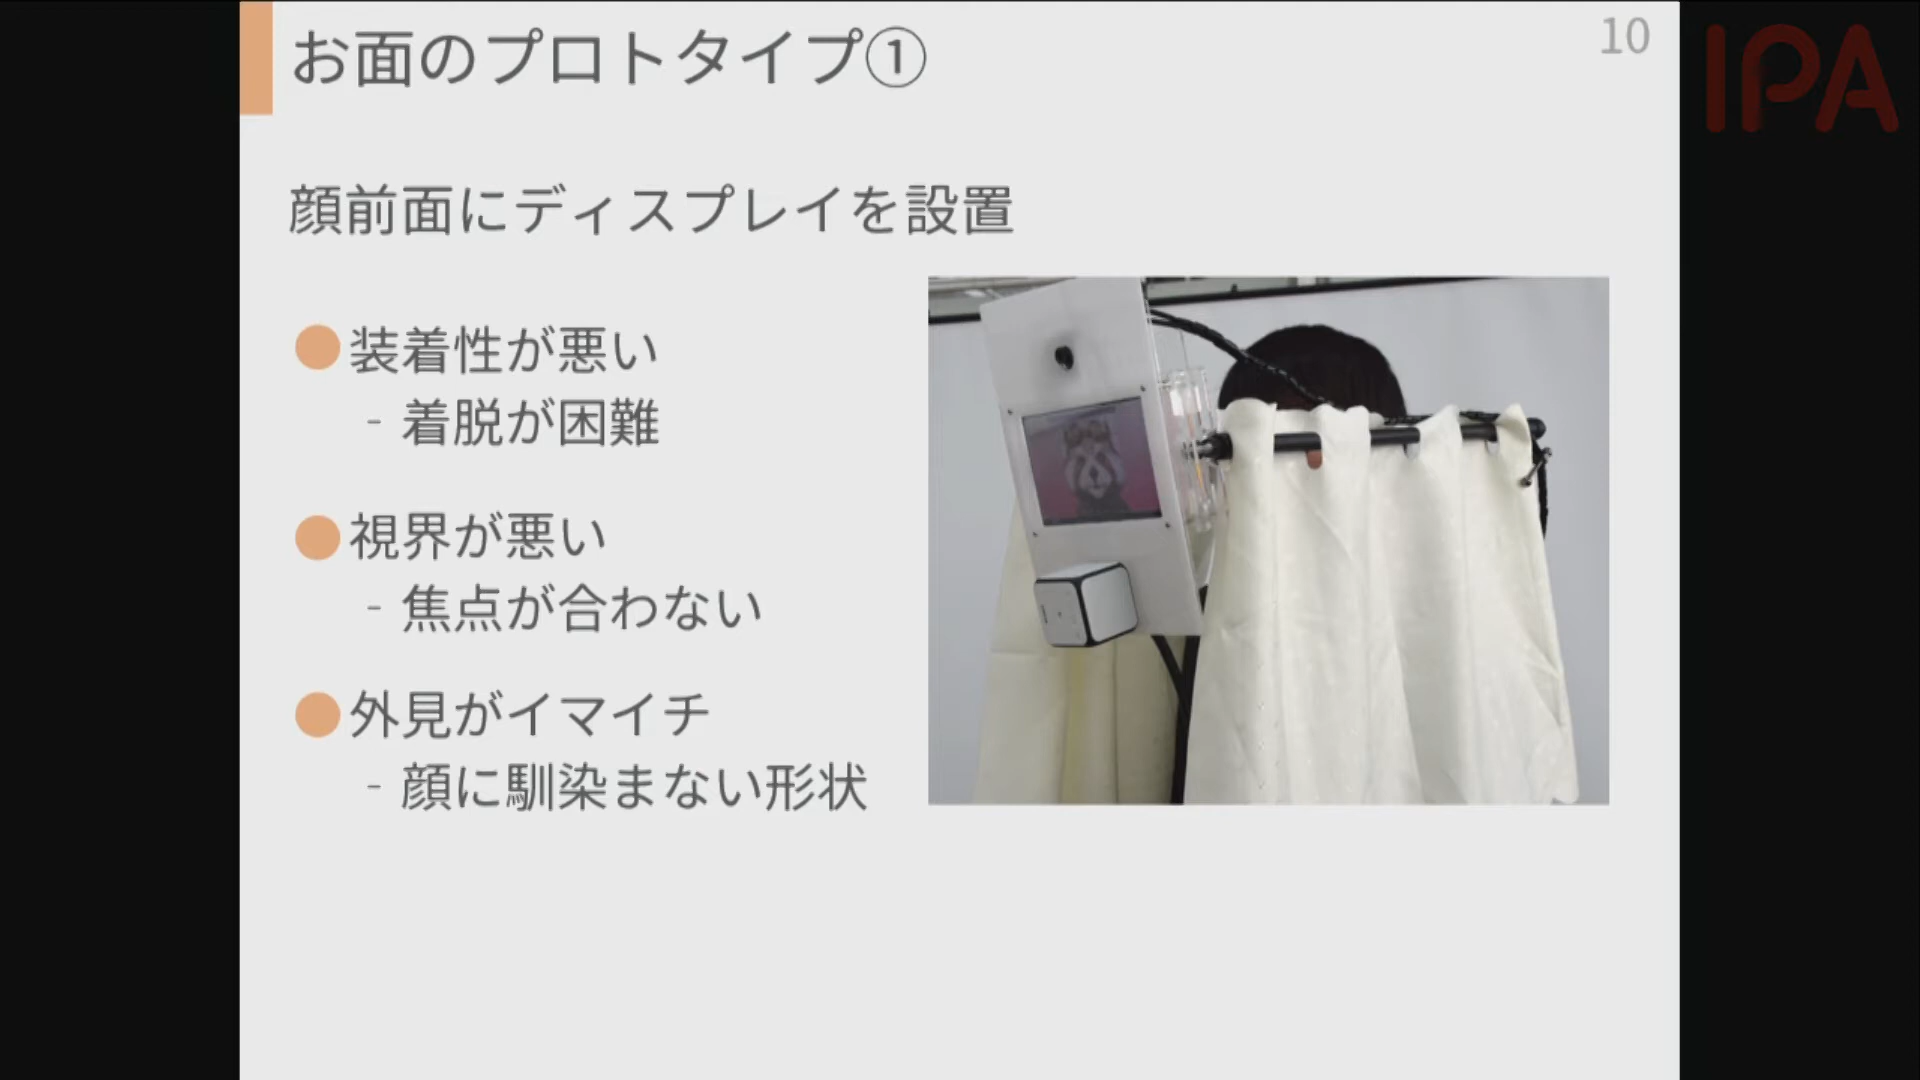 お面のプロトタイプ①
10
IPA
顔前面にディスプレイを設置
装着性が悪い
- 着脱が困難
視界が悪い
- 焦点が合わない
外見がイマイチ
- 顔に馴染まない形状